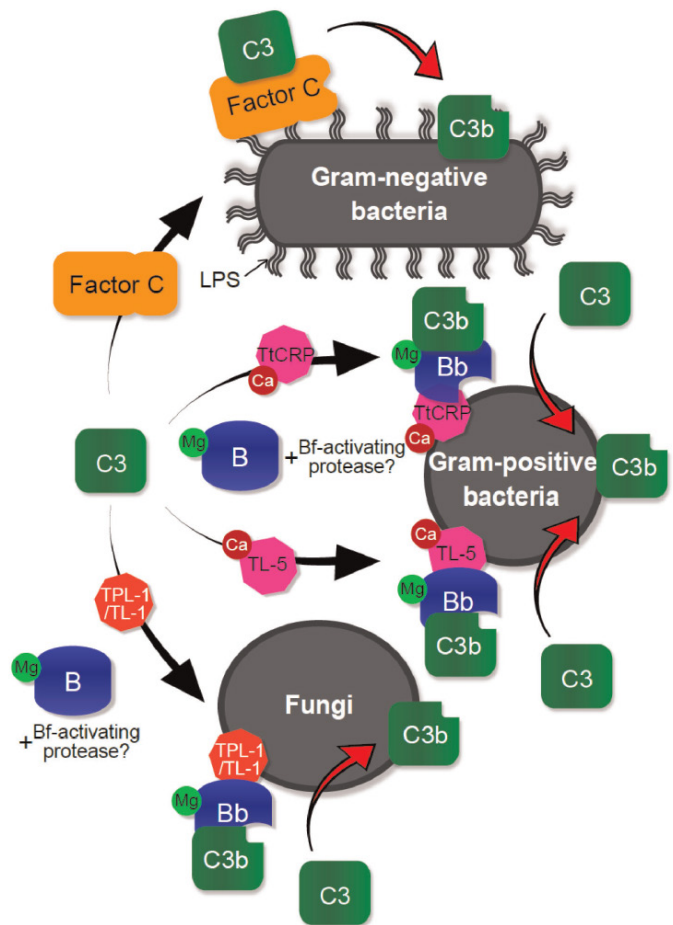 C3
Factor C
C3b
Gram-negative
bacteria
LPS
Factor C
C3
C3b
TtCRP
Ca
Mg
Bb
TtCRP
Ca
Mg
B
+ Bf-activating
protease?
Gram-positive
bacteria
C3b
C3
Ca
TL-5
Ca
TL-5
Mg
Bb
C3b
C3
TPL-1
/TL-1
Mg
B
+ Bf-activating
protease?
Fungi
C3b
TPL-1
/TL-1
Mg
Bb
C3b
C3